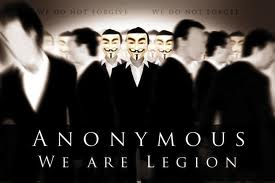 WE DO NOT FORGIVE WE DO NOT FORGET
ANONYMOUS
WE ARE LEGION